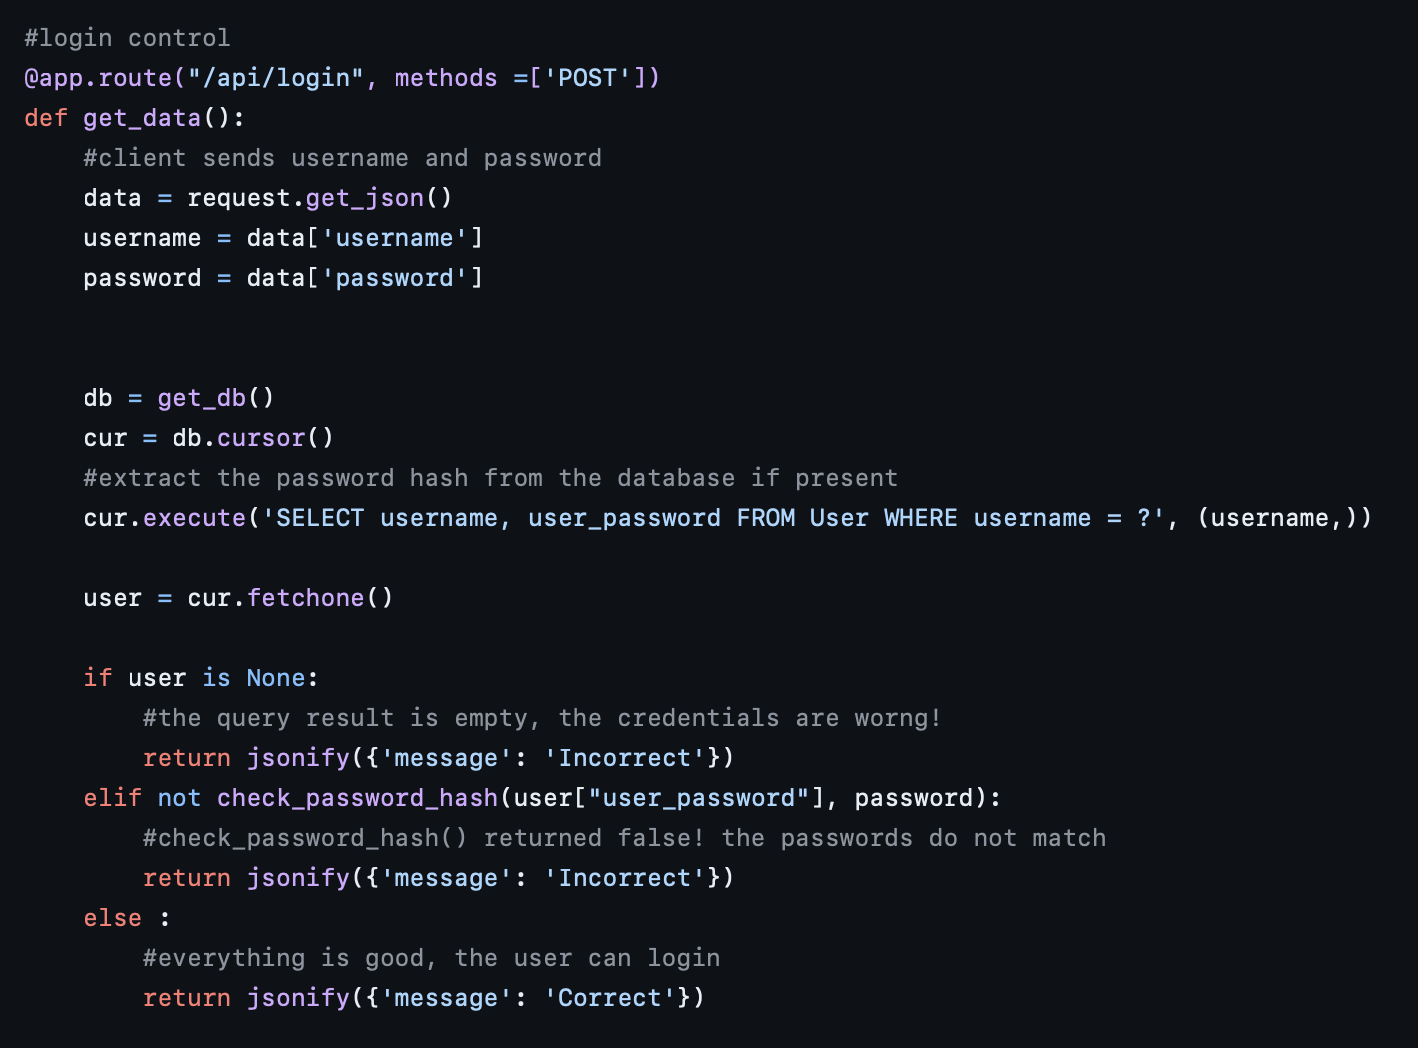 #login control
@app.route("/api/login", methods =['POST'])
def get_data():
    #client sends username and password
    data = request.get_json()
    username = data['username']
    password = data['password']
    db = get_db()
    cur = db.cursor()
    #extract the password hash from the database if present
    cur.execute('SELECT username, user_password FROM User WHERE username = ?', (username,))
    user = cur.fetchone()
    if user is None:
        #the query result is empty, the credentials are worng!
        return jsonify({'message': 'Incorrect'})
    elif not check_password_hash(user["user_password"], password):
        #check_password_hash() returned false! the passwords do not match
        return jsonify({'message': 'Incorrect'})
    else :
        #everything is good, the user can login
        return jsonify({'message': 'Correct'})